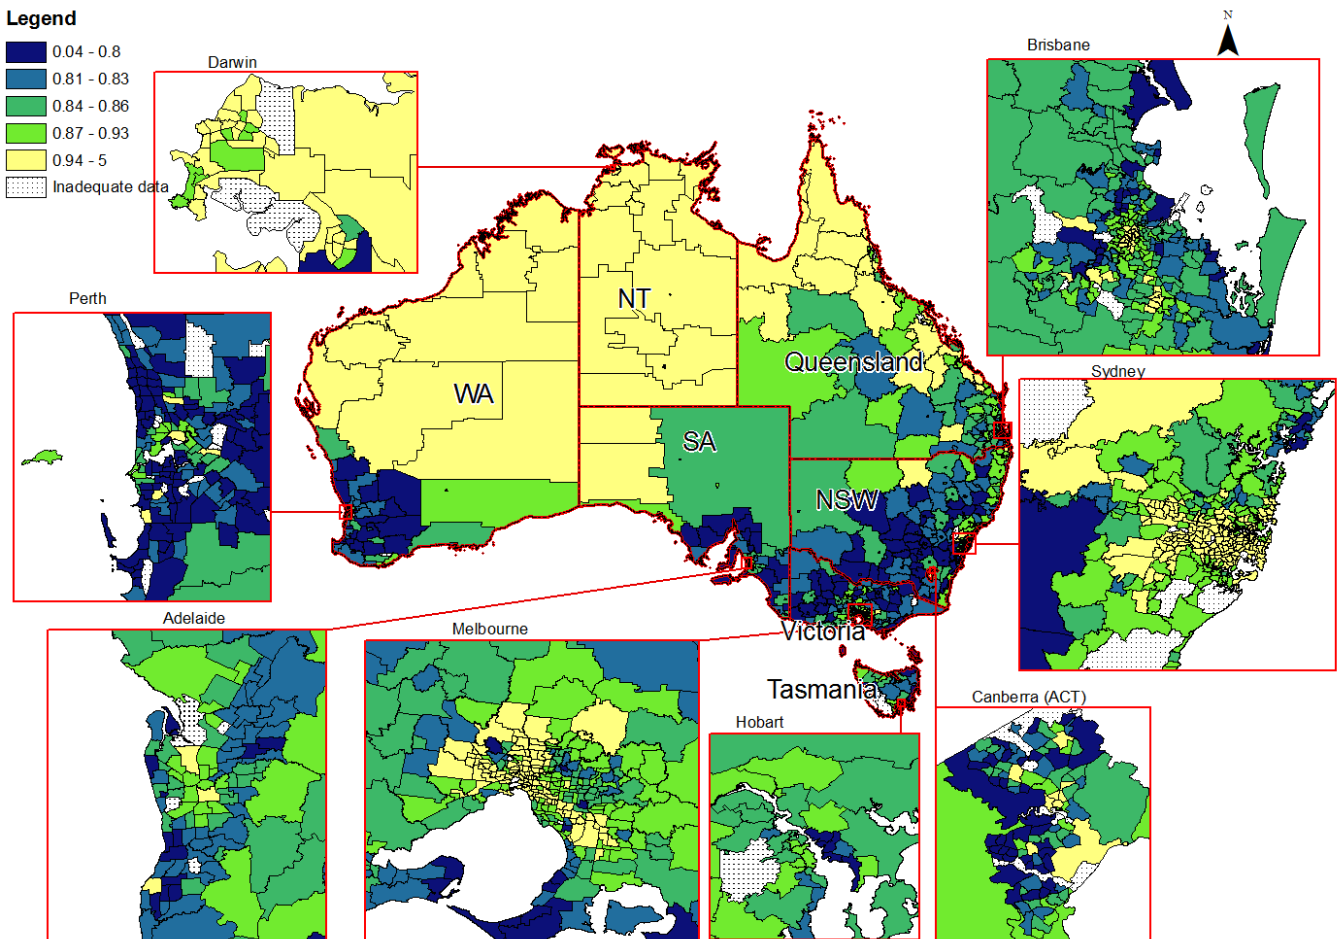 Legend
0.04 - 0.8
0.81 - 0.83
0.84 - 0.86
0.87 - 0.93
0.94 - 5
Inadequate data
Darwin
Brisbane
N
Perth
NT
Queensland
WA
SA
Sydney
NSW
Adelaide
Melbourne
Victoria
Tasmania
Hobart
Canberra (ACT)